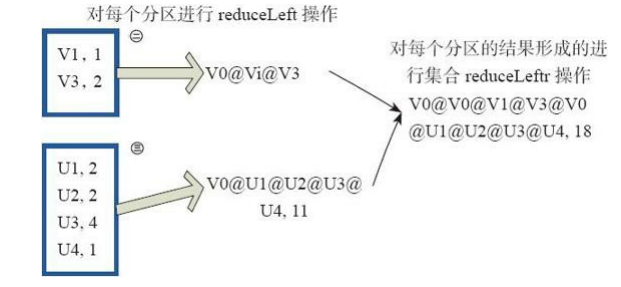 对每个分区进行 reduceLeft 操作
㊁
V1, 1
V3, 2
V0@Vi@V3
对每个分区的结果形成的进
行集合 reduceLeftr 操作
V0@V0@V1@V3@V0
@U1@U2@U3@U4, 18
㊂
U1, 2
U2, 2
U3, 4
U4, 1
V0@U1@U2@U3@
U4, 11